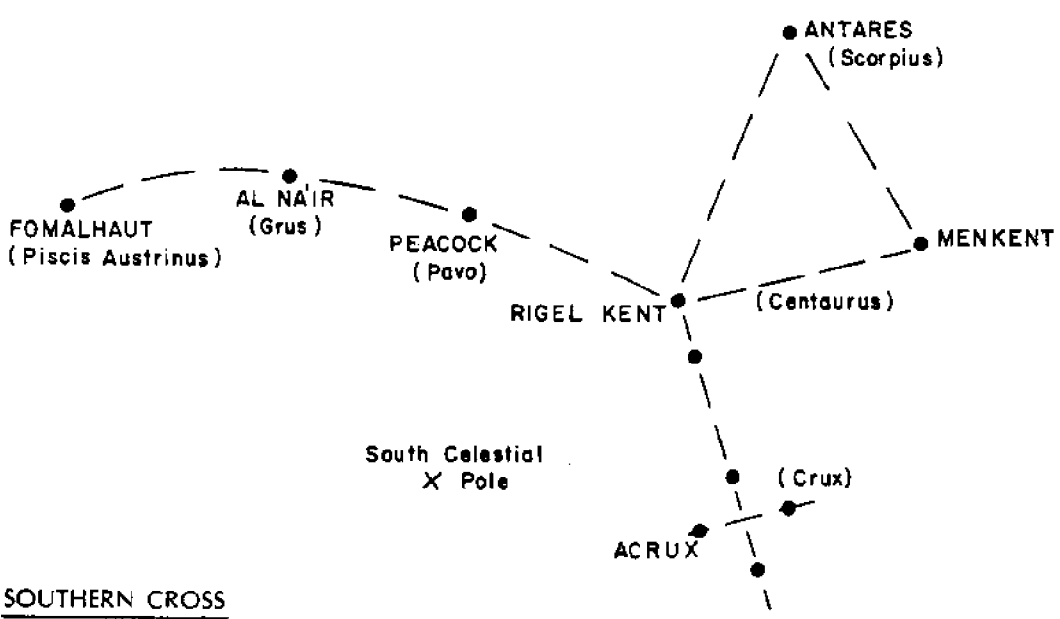 ANTARES
(Scorpius)
AL NA'IR
(Grus)
FOMALHAUT
(Piscis Austrinus)
PEACOCK
(Pavo)
MENKENT
(Centaurus)
RIGEL KENT
South Celestial
X Pole
(Crux)
ACRUX
SOUTHERN CROSS